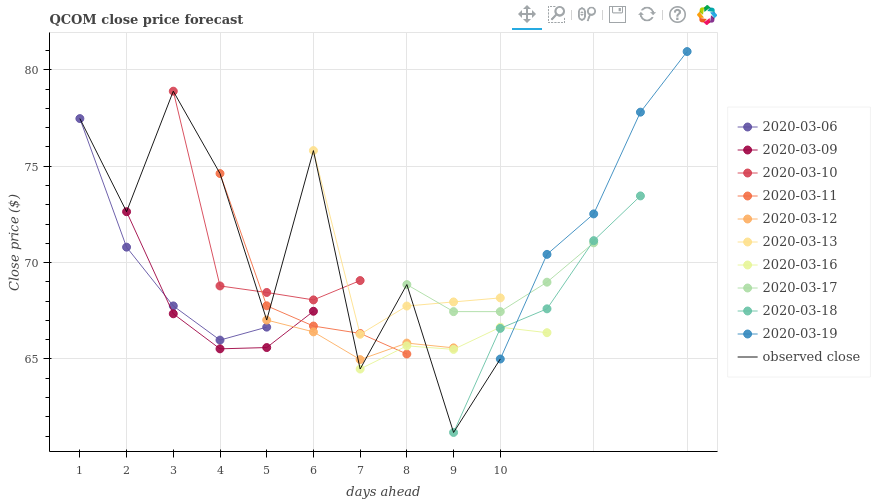 QCOM close price forecast
80
75
70
65
Close price ($)
1 2 3 4 5 6 7 8 9 10
days ahead
2020-03-06
2020-03-09
2020-03-10
2020-03-11
2020-03-12
2020-03-13
2020-03-16
2020-03-17
2020-03-18
2020-03-19
observed close